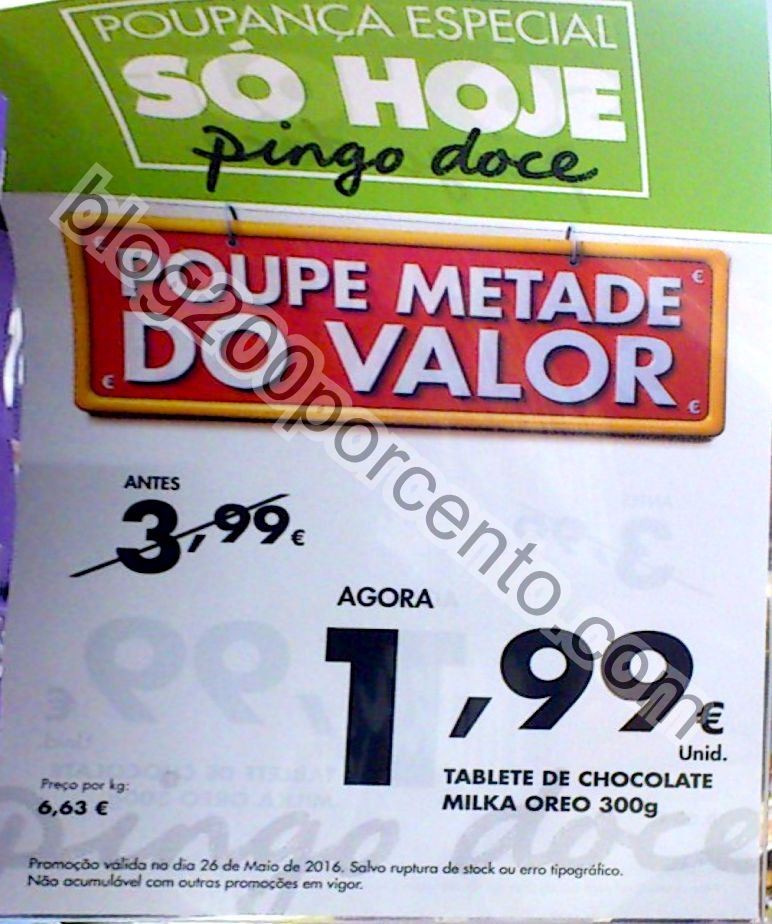 POUPANÇA ESPECIAL
SÓ HOJE
pingo doce
POUPE METADE
DO VALOR
€
€
€
blog200porcento.com
ANTES
3,99€
AGORA
1,99€
Unid.
TABLETE DE CHOCOLATE
MILKA OREO 300g
Preço por kg:
6,63 €
pingo doce
Promoção válida no dia 26 de Maio de 2016. Salvo ruptura de stock ou erro tipográfico.
Não acumulável com outras promoções em vigor.